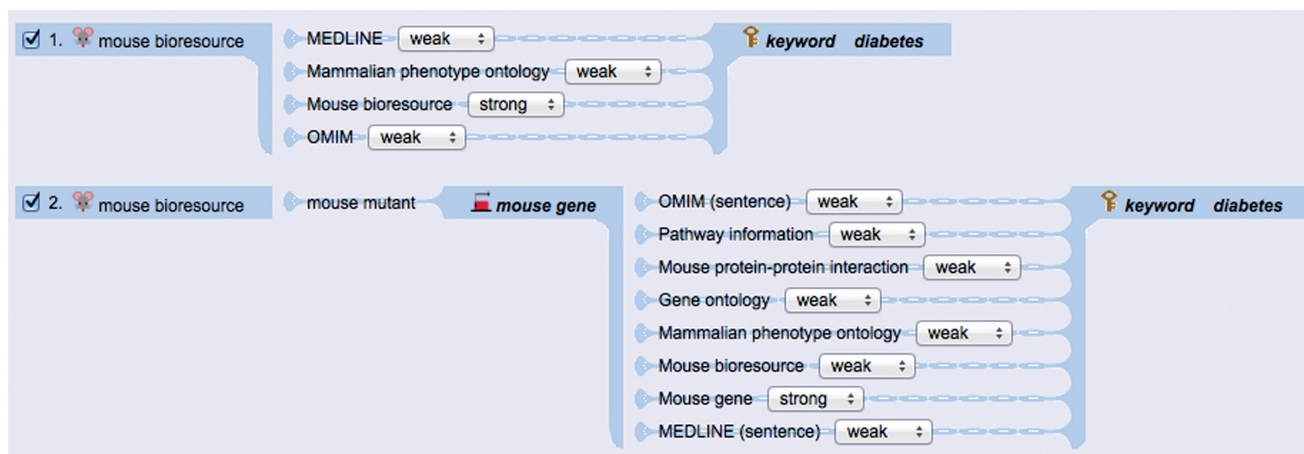 1. mouse bioresource MEDLINE weak keyword diabetes
Mammalian phenotype ontology weak
Mouse bioresource strong
OMIM weak
2. mouse bioresource mouse mutant mouse gene OMIM (sentence) weak keyword diabetes
Pathway information weak
Mouse protein-protein interaction weak
Gene ontology weak
Mammalian phenotype ontology weak
Mouse bioresource weak
Mouse gene strong
MEDLINE (sentence) weak